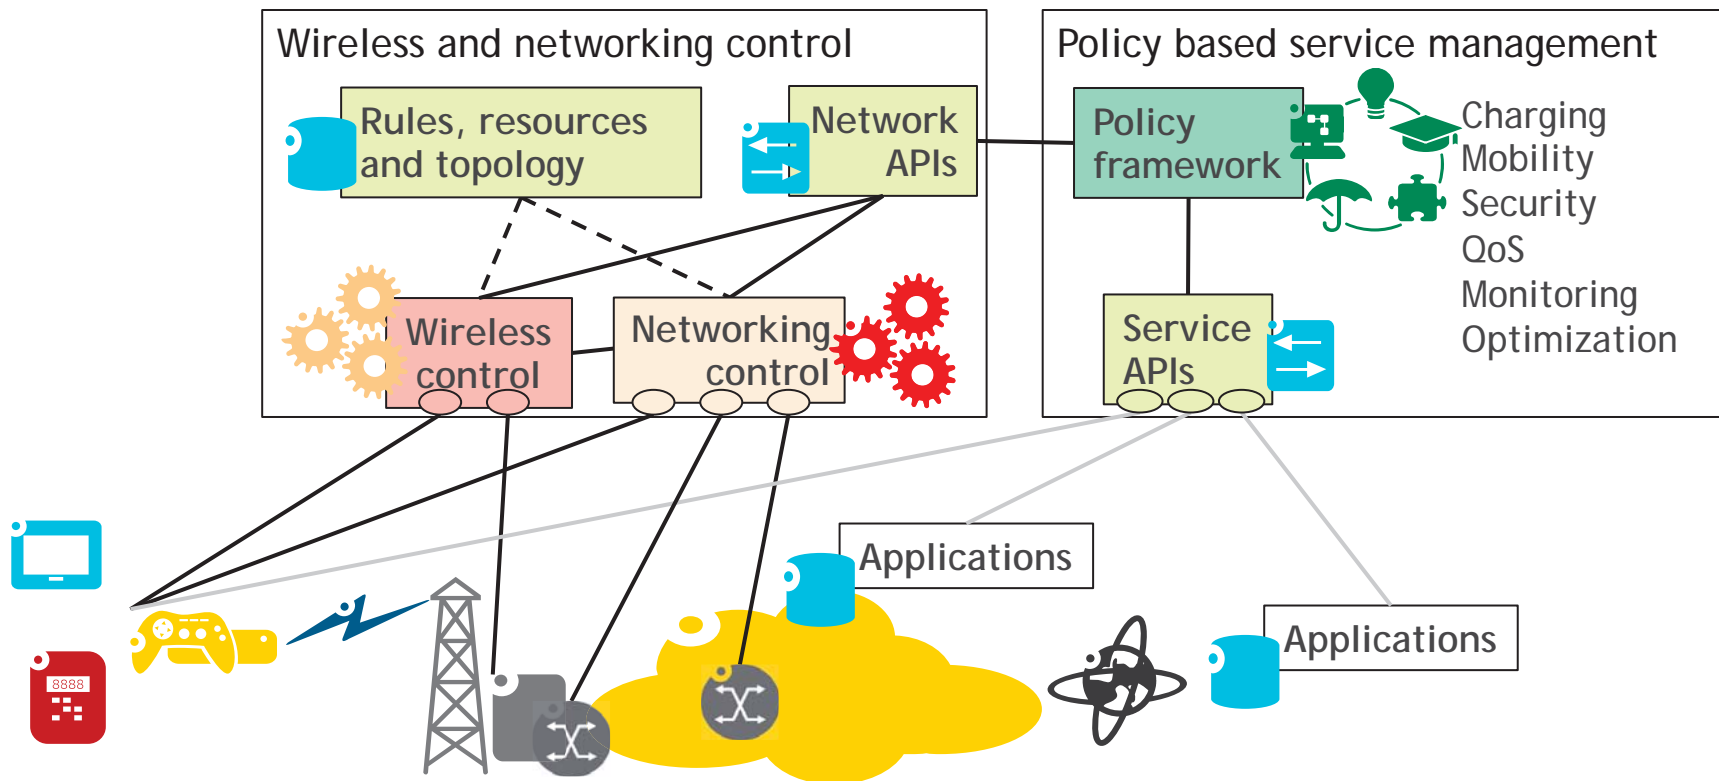 Wireless and networking control
Rules, resources
and topology
Network
APIs
Wireless
control
Networking
control
Policy based service management
Policy
framework
Charging
Mobility
Security
QoS
Monitoring
Optimization
Service
APIs
Applications
Applications
8888